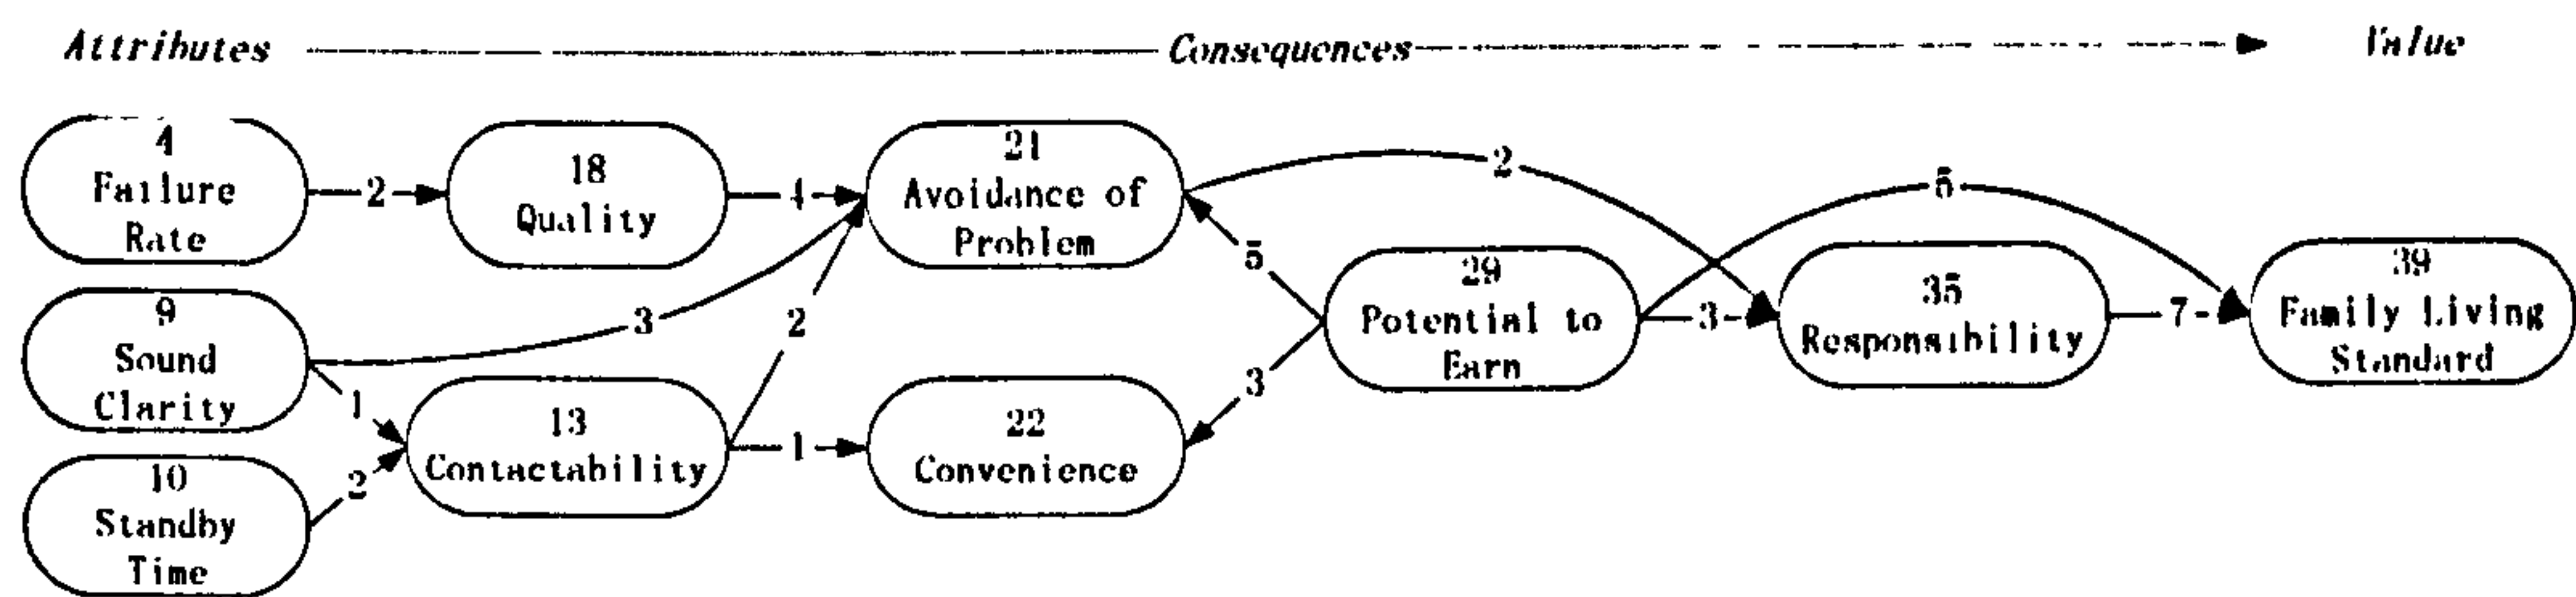 Attributes Consequences Value
4
Failure
Rate
2
18
Quality
4
21
Avoidance of
Problem
2
5
9
Sound
Clarity
3
1
2
5
29
Potential to
Earn
3
35
Responsibility
7
39
Family Living
Standard
10
Standby
Time
2
13
Contactability
1
22
Convenience
3